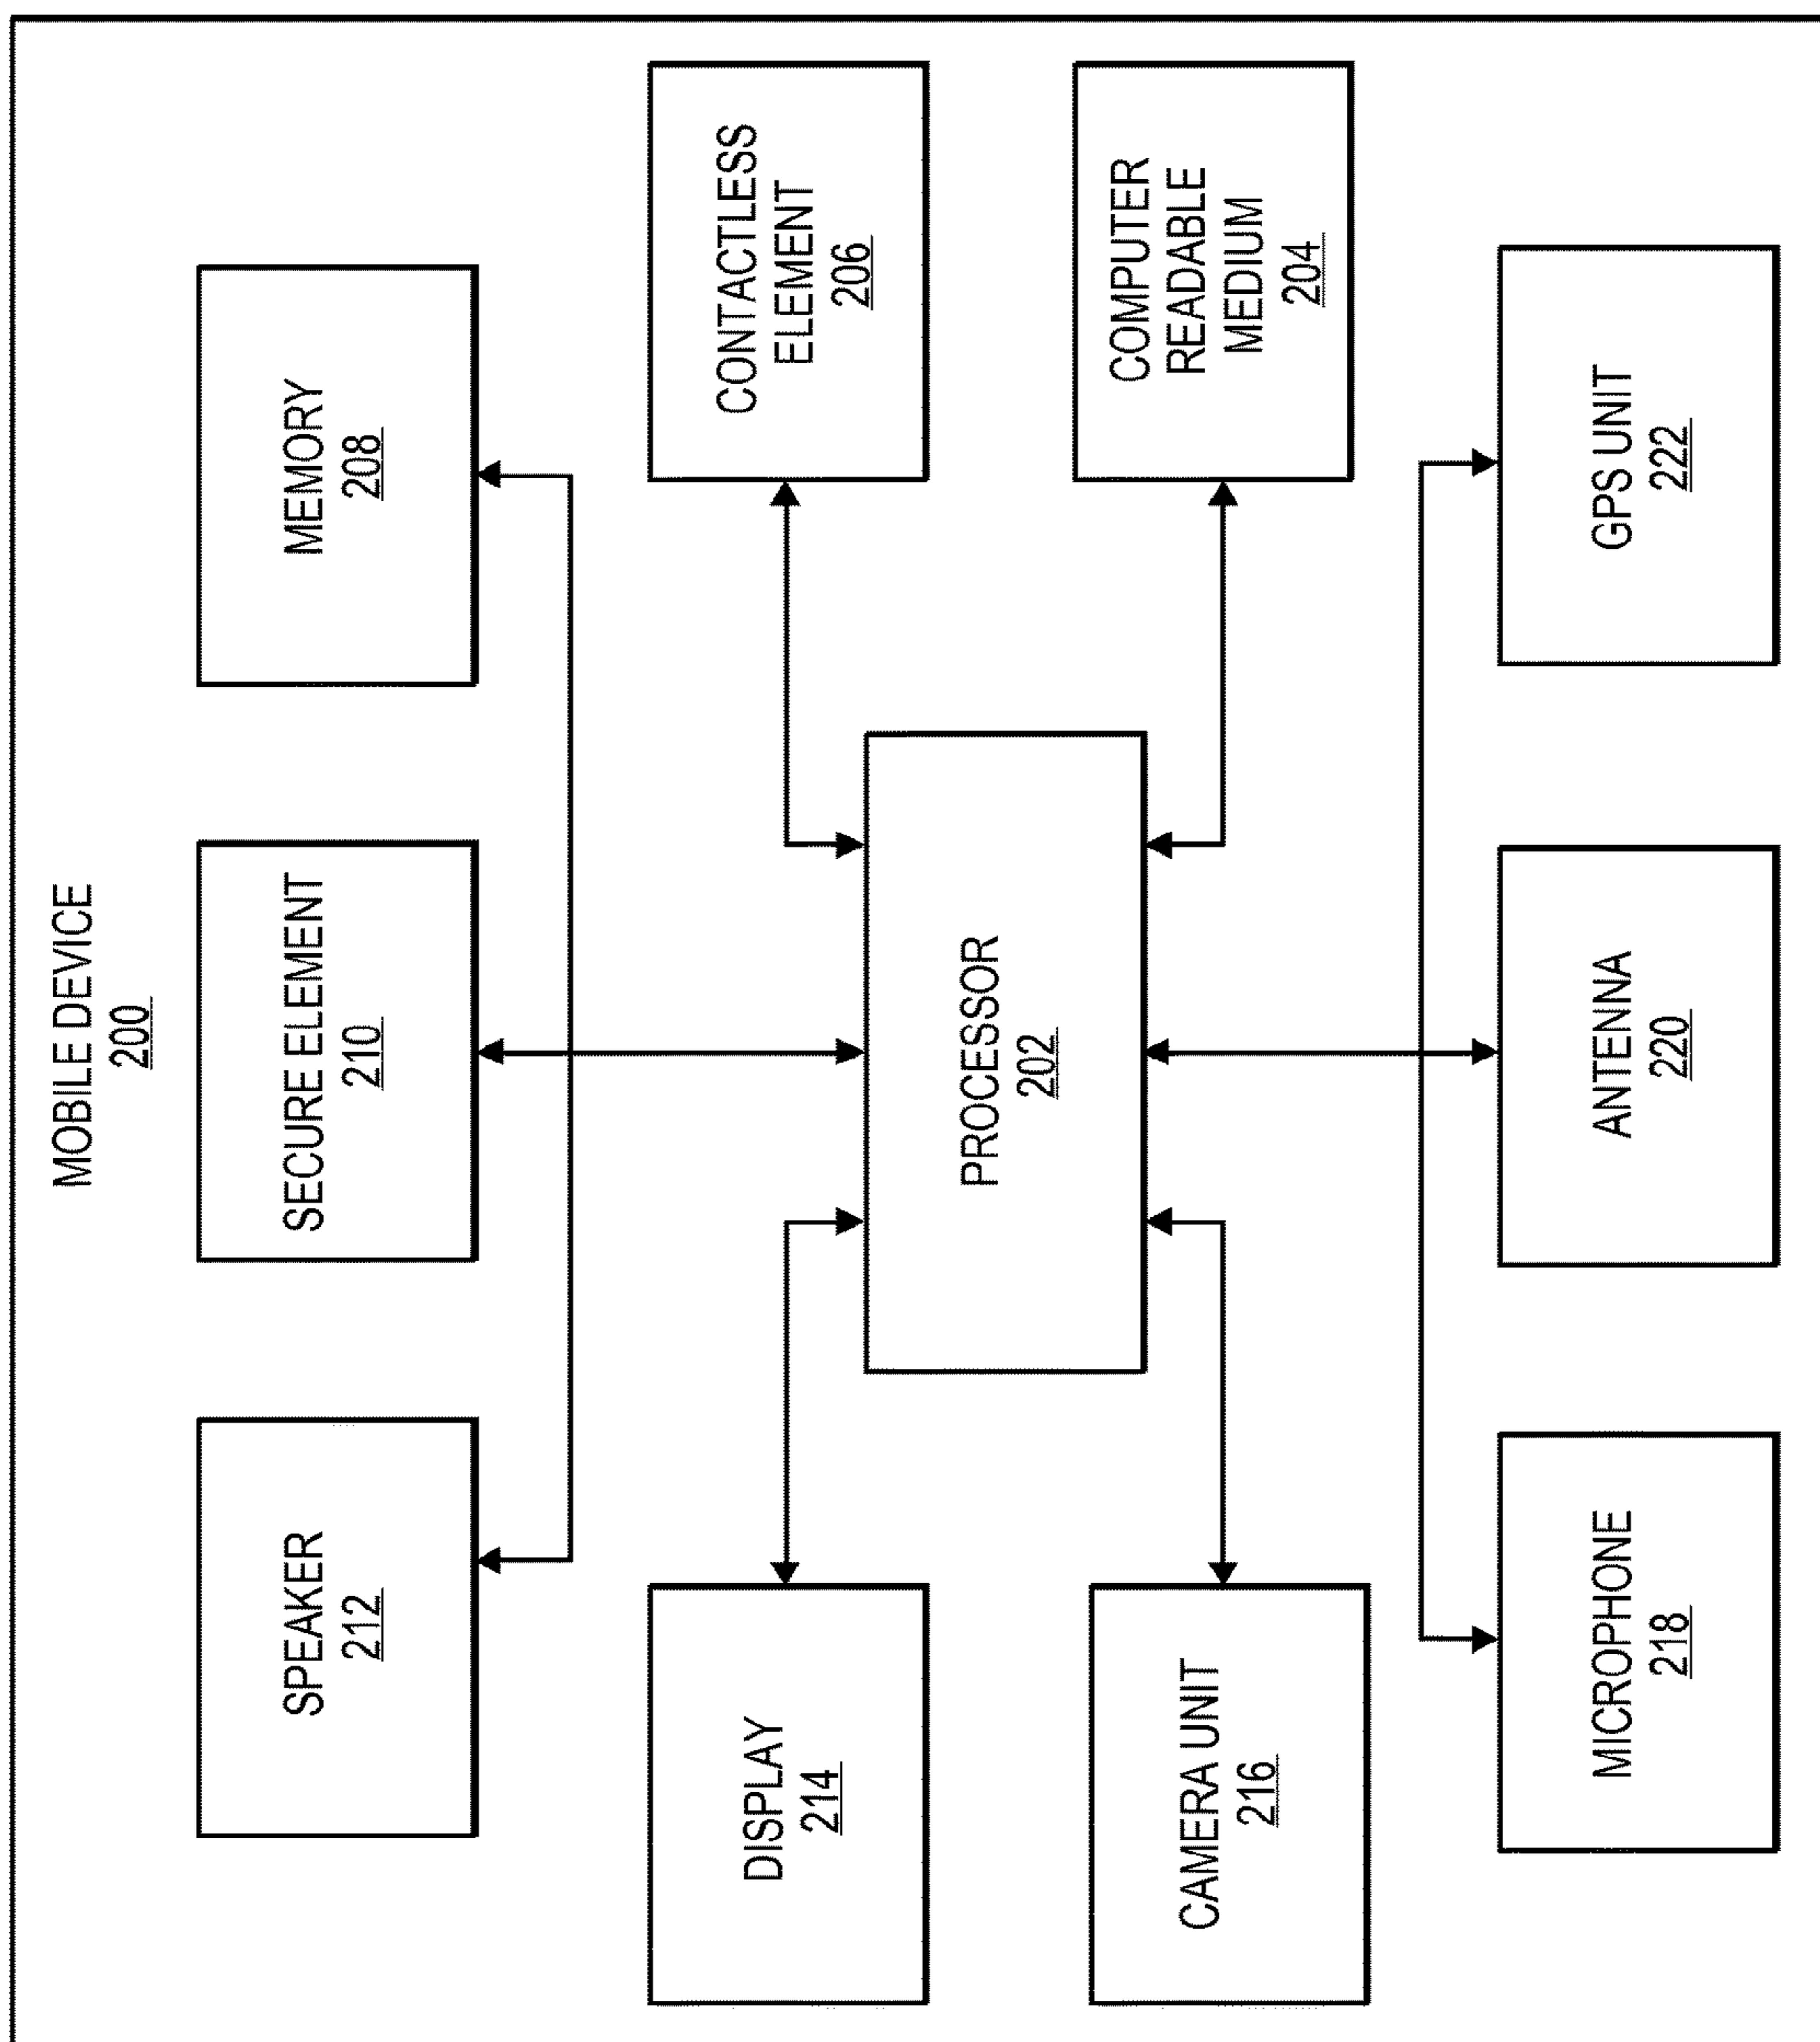 MOBILE DEVICE
200
SPEAKER
212
SECURE ELEMENT
210
MEMORY
208
DISPLAY
214
CONTACTLESS
ELEMENT
206
PROCESSOR
202
CAMERA UNIT
216
COMPUTER
READABLE
MEDIUM
204
MICROPHONE
218
ANTENNA
220
GPS UNIT
222